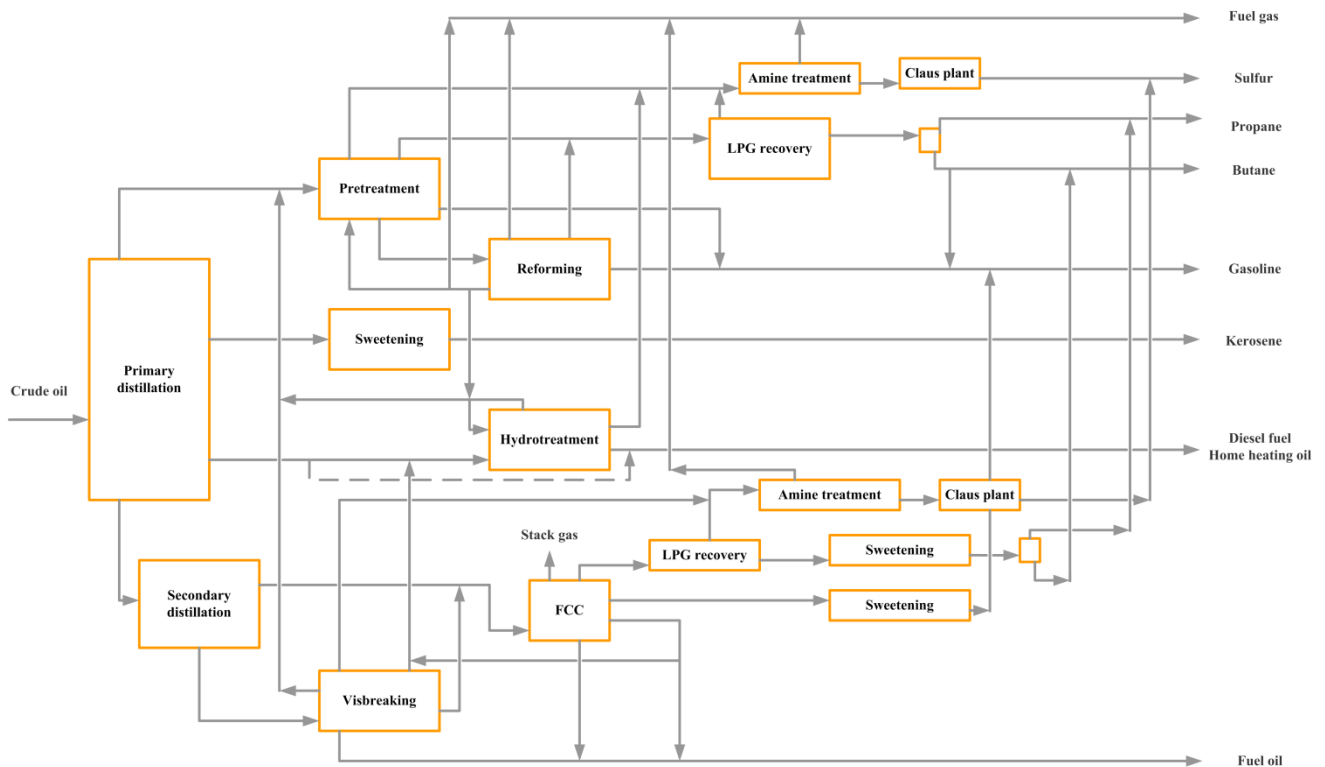 Fuel gas
Amine treatment
Claus plant
Sulfur
LPG recovery
Propane
Butane
Pretreatment
Reforming
Gasoline
Sweetening
Kerosene
Primary
distillation
Crude oil
Hydrotreatment
Diesel fuel
Home heating oil
Amine treatment
Claus plant
Stack gas
LPG recovery
Sweetening
Secondary
distillation
FCC
Sweetening
Visbreaking
Fuel oil